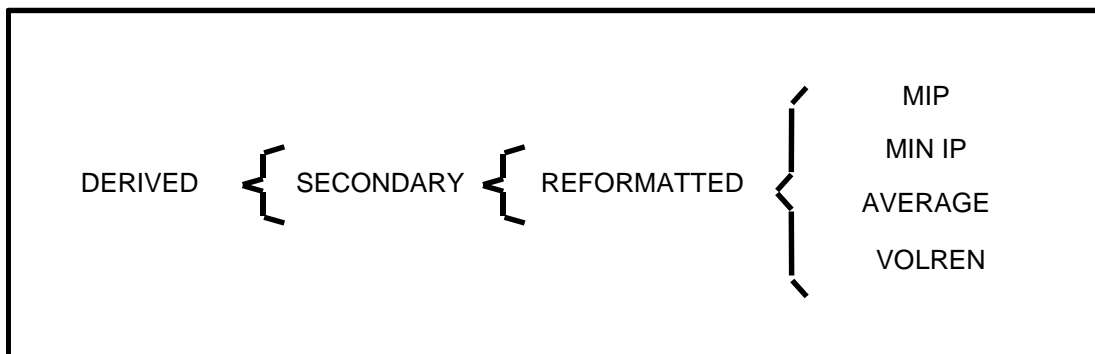 MIP
MIN IP
DERIVED SECONDARY REFORMATTED
AVERAGE
VOLREN